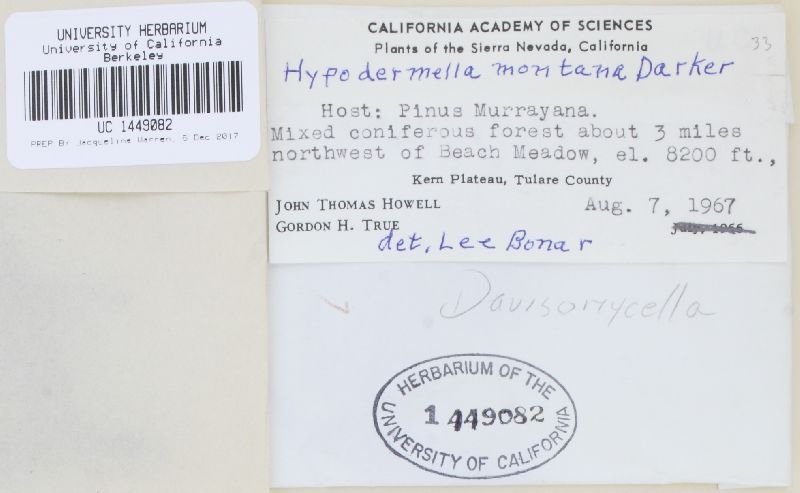 UNIVERSITY HERBARIUM
University of California
Berkeley
UC 1449082
PREP BY Jacqueline Warren, 5 Dec 2017
CALIFORNIA ACADEMY OF SCIENCES
Plants of the Sierra Nevada, California
33
Hypodermella montana Darker
Host: Pinus Murrayana.
Mixed coniferous forest about 3 miles
northwest of Beach Meadow, el. 8200 ft.,
Kern Plateau, Tulare County
JOHN THOMAS HOWELL
Aug. 7, 1967
GORDON H. TRUE
July, 1966
det. Lee Bonar
Davisomycella
HERBARIUM OF THE
1449082
UNIVERSITY OF CALIFORNIA